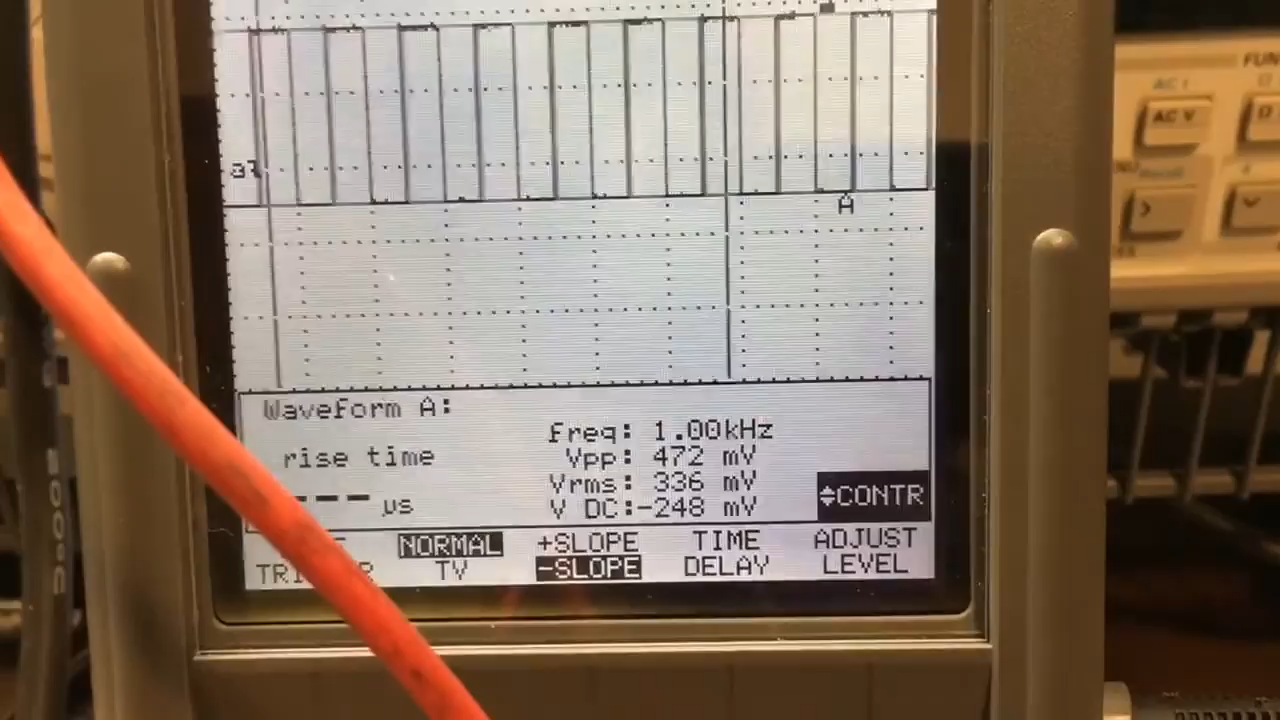 FUN
AC V
A
Waveform A:
freq: 1.00kHz
rise time
Vpp: 472 mV
Vrms: 336 mV
--- µs
V DC:-248 mV
CONTR
NORMAL
+SLOPE
TIME
ADJUST
TV
-SLOPE
DELAY
LEVEL